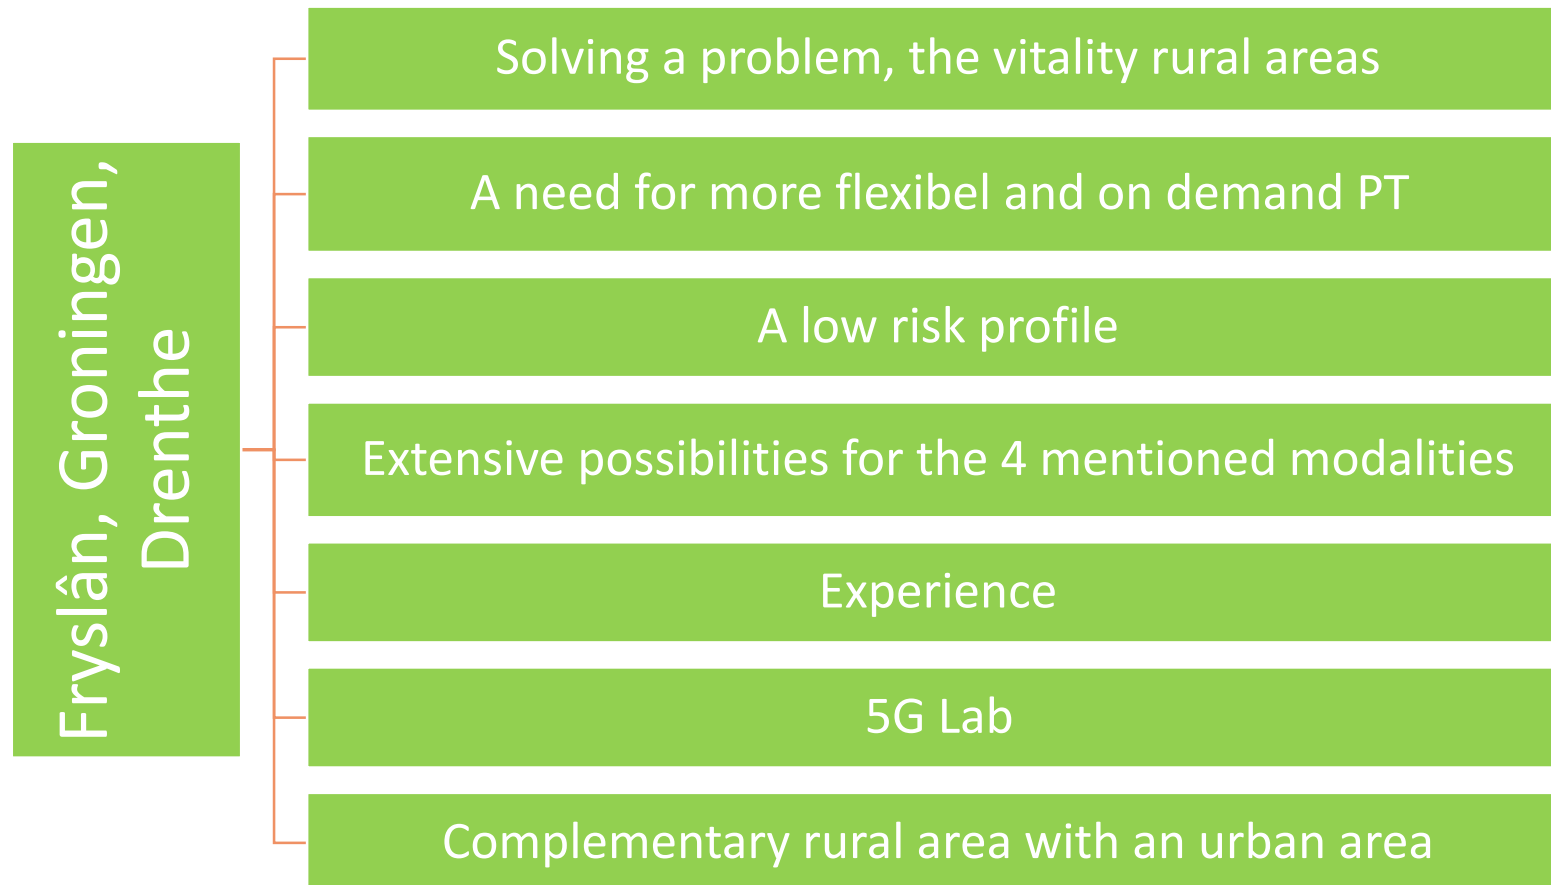 Fryslân, Groningen,
Drenthe
Solving a problem, the vitality rural areas
A need for more flexibel and on demand PT
A low risk profile
Extensive possibilities for the 4 mentioned modalities
Experience
5G Lab
Complementary rural area with an urban area